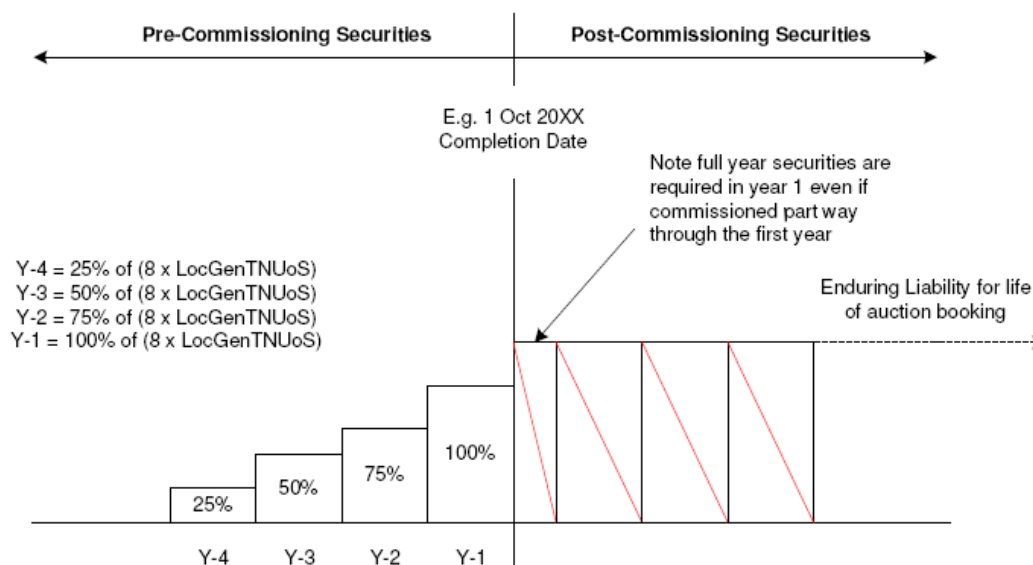 Pre-Commissioning Securities
Post-Commissioning Securities
E.g. 1 Oct 20XX
Completion Date
Note full year securities are
required in year 1 even if
commissioned part way
through the first year
Y-4 = 25% of (8 x LocGenTNUoS)
Y-3 = 50% of (8 x LocGenTNUoS)
Y-2 = 75% of (8 x LocGenTNUoS)
Y-1 = 100% of (8 x LocGenTNUoS)
Enduring Liability for life
of auction booking
25%
50%
75%
100%
Y-4
Y-3
Y-2
Y-1